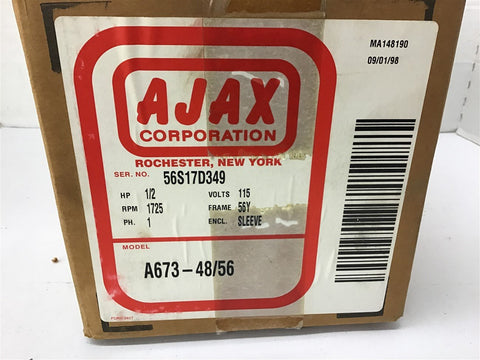 MA148190
09/01/98
AJAX
CORPORATION
ROCHESTER, NEW YORK
SER. NO. 56S17D349
HP 1/2 VOLTS 115
RPM 1725 FRAME 56Y
PH. 1 ENCL. SLEEVE
MODEL
A673-48/56